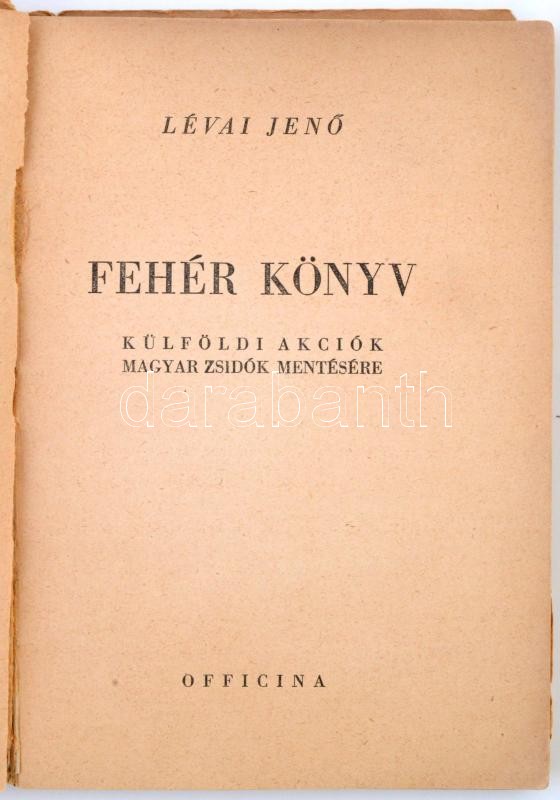 LÉVAI JENŐ
FEHÉR KÖNYV
KÜLFÖLDI AKCIÓK
MAGYAR ZSIDÓK MENTÉSÉRE
darabanth
OFFICINA